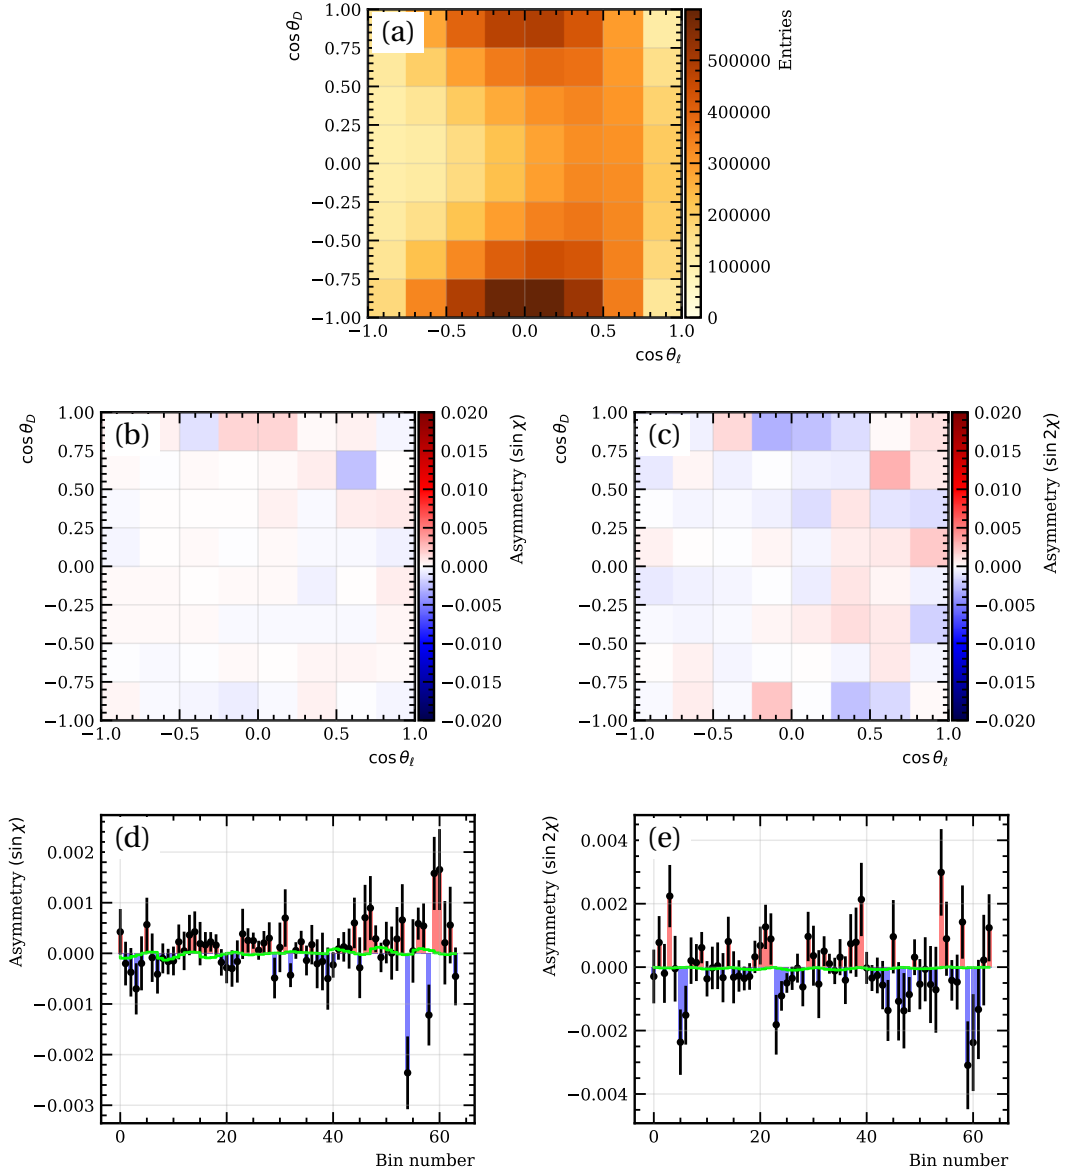 (a)
cos θ_D
1.00
0.75
0.50
0.25
0.00
−0.25
−0.50
−0.75
−1.00
−1.0 −0.5 0.0 0.5 1.0
cos θ_ℓ
Entries
500000
400000
300000
200000
100000
0
(b)
cos θ_D
1.00
0.75
0.50
0.25
0.00
−0.25
−0.50
−0.75
−1.00
−1.0 −0.5 0.0 0.5 1.0
cos θ_ℓ
Asymmetry (sin χ)
0.020
0.015
0.010
0.005
0.000
−0.005
−0.010
−0.015
−0.020
(c)
cos θ_D
1.00
0.75
0.50
0.25
0.00
−0.25
−0.50
−0.75
−1.00
−1.0 −0.5 0.0 0.5 1.0
cos θ_ℓ
Asymmetry (sin 2χ)
0.020
0.015
0.010
0.005
0.000
−0.005
−0.010
−0.015
−0.020
(d)
Asymmetry (sin χ)
0.002
0.001
0.000
−0.001
−0.002
−0.003
0 20 40 60
Bin number
(e)
Asymmetry (sin 2χ)
0.004
0.002
0.000
−0.002
−0.004
0 20 40 60
Bin number